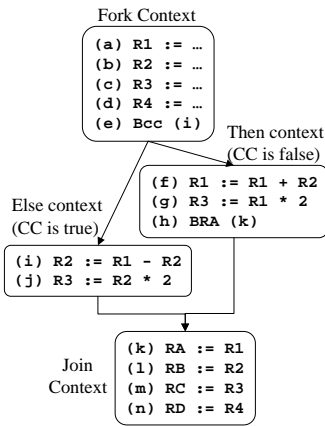 Fork Context
(a) R1 := …
(b) R2 := …
(c) R3 := …
(d) R4 := …
(e) Bcc (i)
Then context
(CC is false)
(f) R1 := R1 + R2
(g) R3 := R1 * 2
(h) BRA (k)
Else context
(CC is true)
(i) R2 := R1 - R2
(j) R3 := R2 * 2
Join
Context
(k) RA := R1
(l) RB := R2
(m) RC := R3
(n) RD := R4